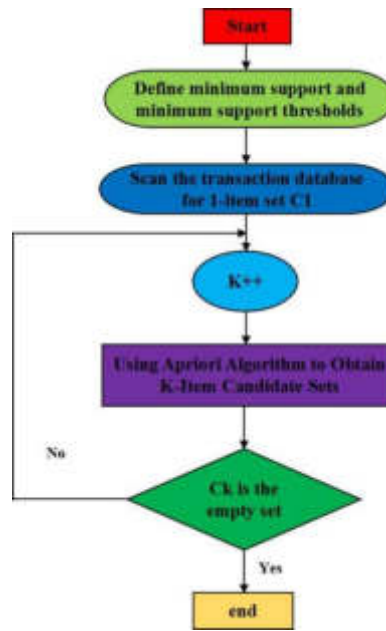 Start
Define minimum support and
minimum support thresholds
Scan the transaction database
for 1-item set C1
K++
Using Apriori Algorithm to Obtain
K-Item Candidate Sets
No
Ck is the
empty set
Yes
end